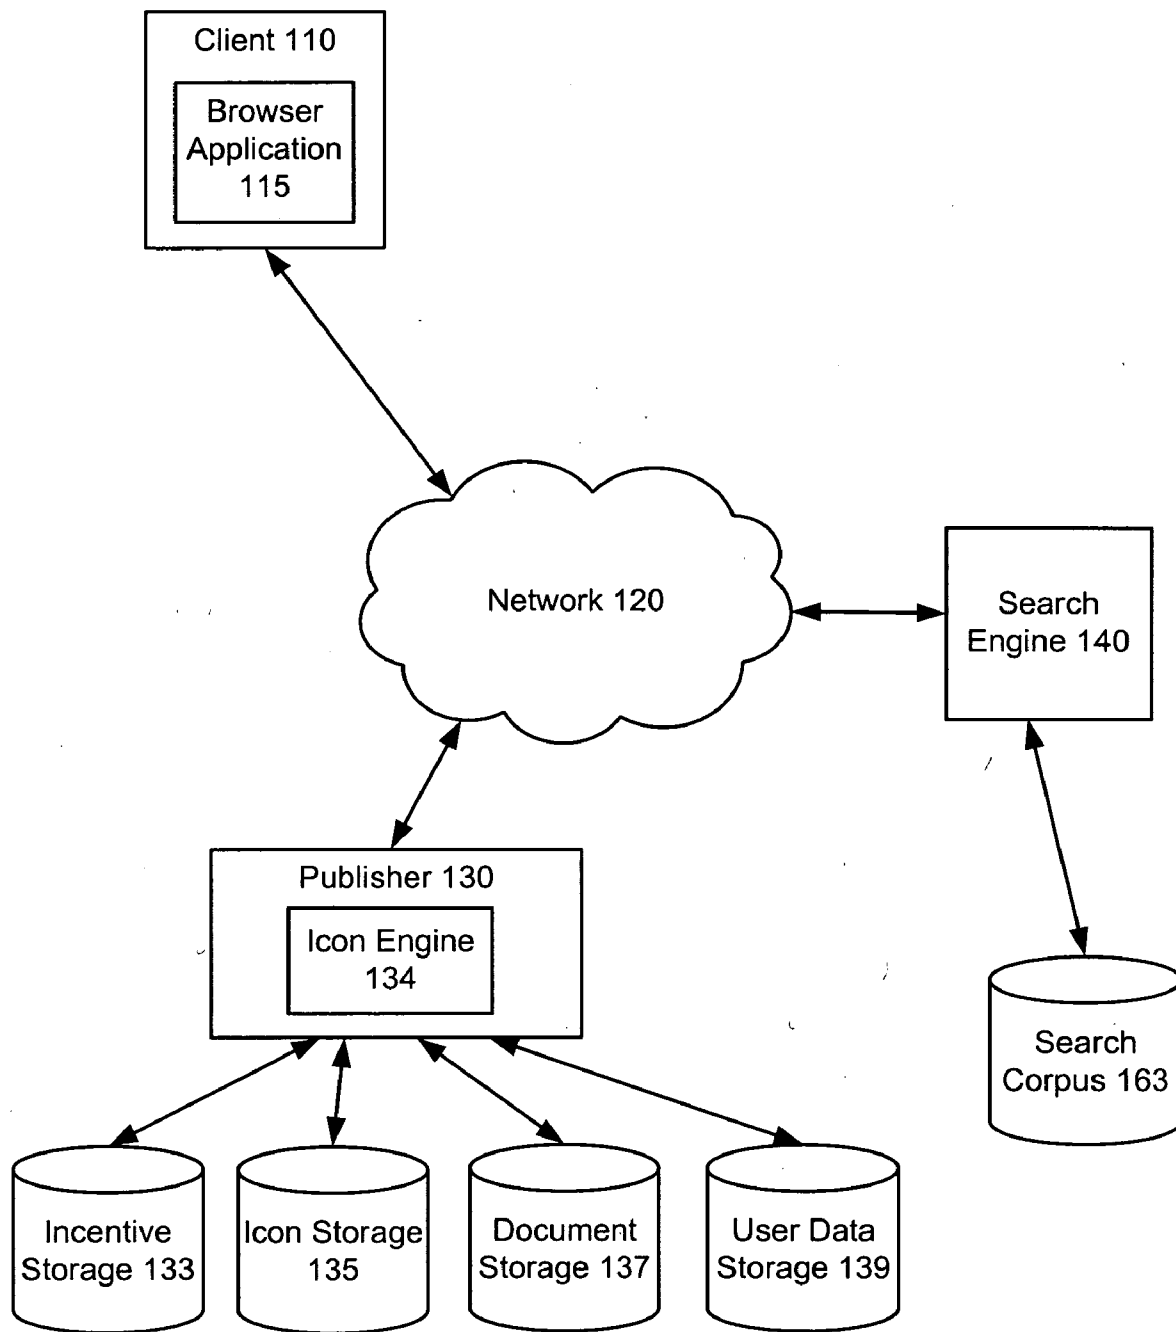 Client 110
Browser
Application
115
Network 120
Search
Engine 140
Publisher 130
Icon Engine
134
Search
Corpus 163
Incentive
Storage 133
Icon Storage
135
Document
Storage 137
User Data
Storage 139